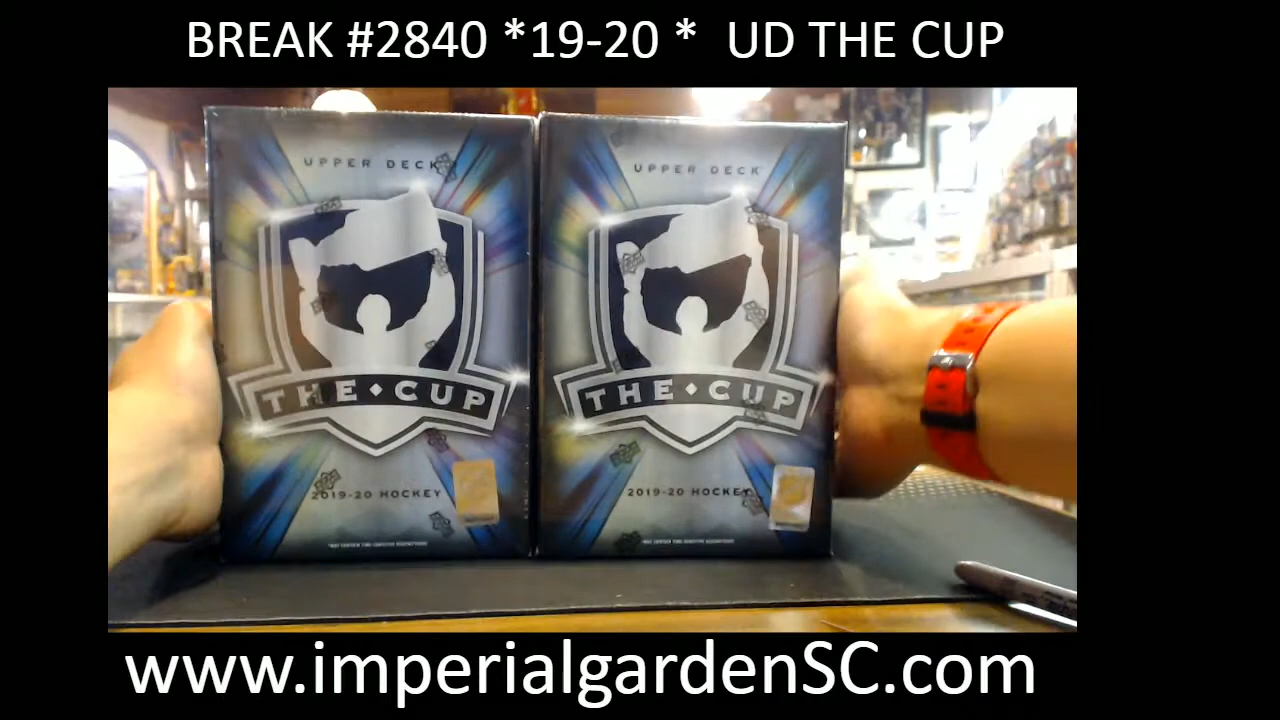 BREAK #2840 *19-20 * UD THE CUP
UPPER DECK
UPPER DECK
THE CUP
THE CUP
2019-20 HOCKEY
2019-20 HOCKEY
www.imperialgardenSC.com